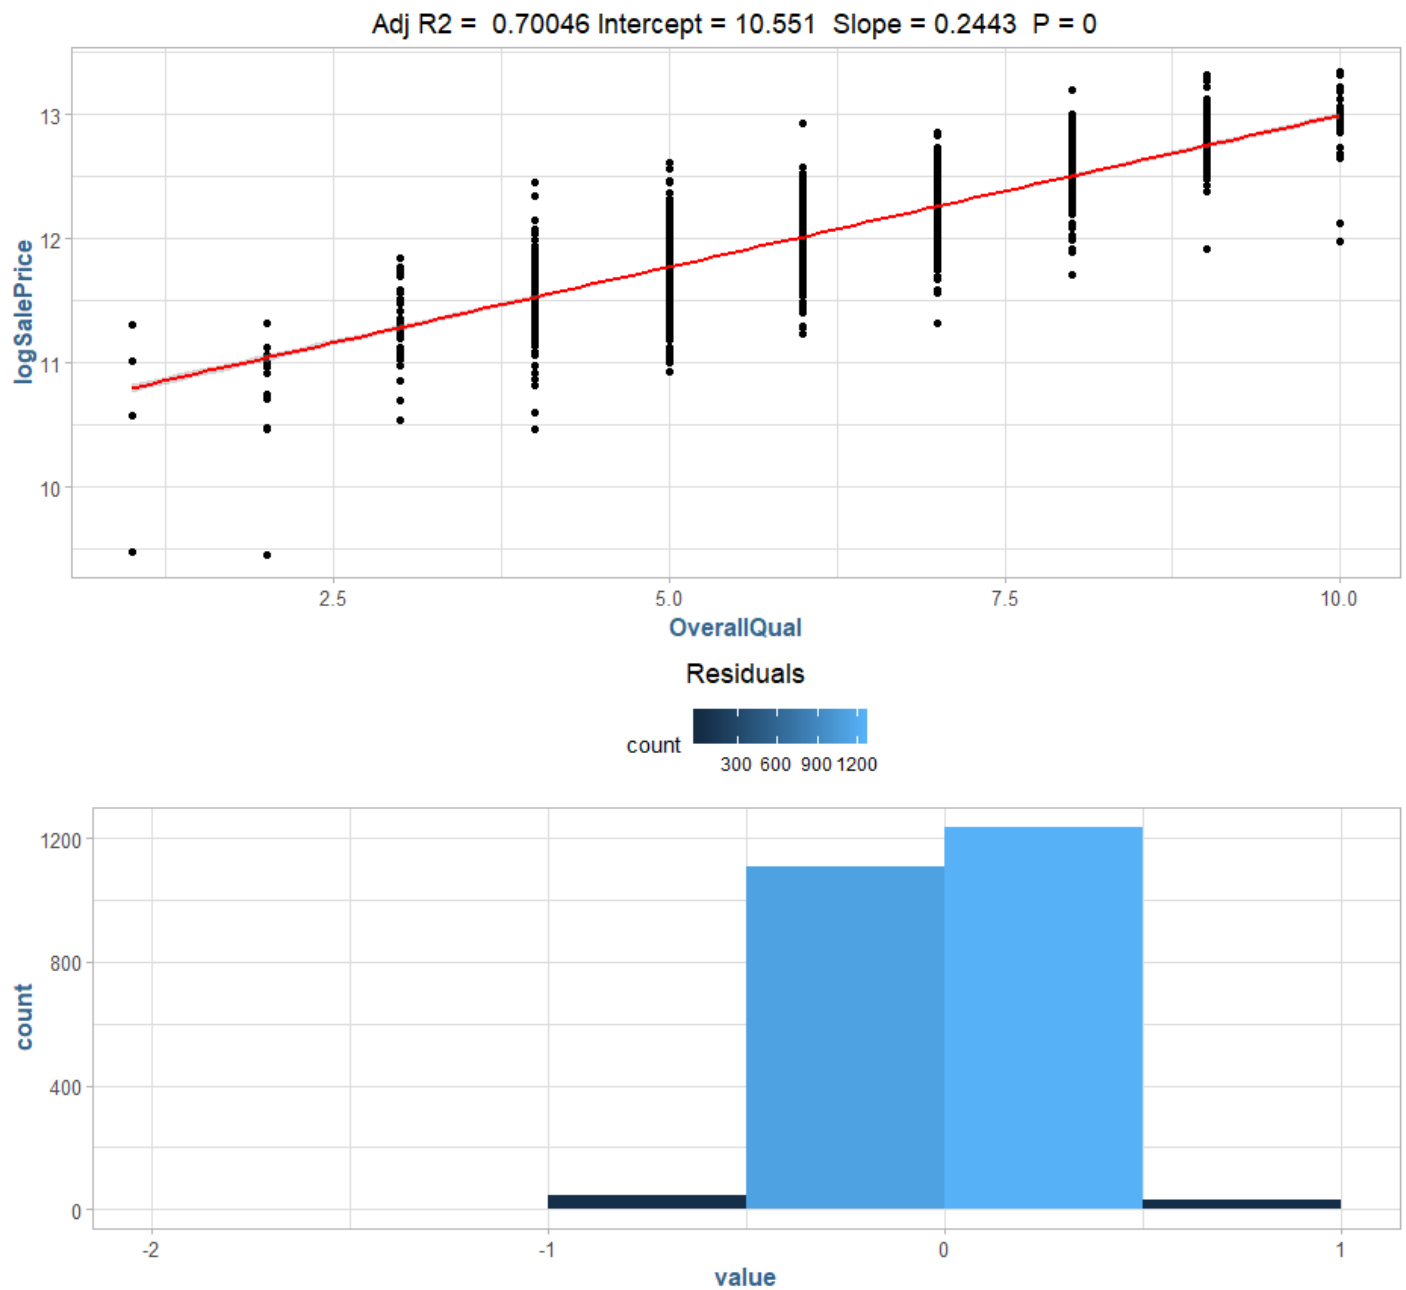 Adj R2 =  0.70046 Intercept = 10.551  Slope = 0.2443  P = 0
13
12
11
10
logSalePrice
2.5 5.0 7.5 10.0
OverallQual
Residuals
count
300 600 900 1200
1200
800
400
0
count
-2 -1 0 1
value